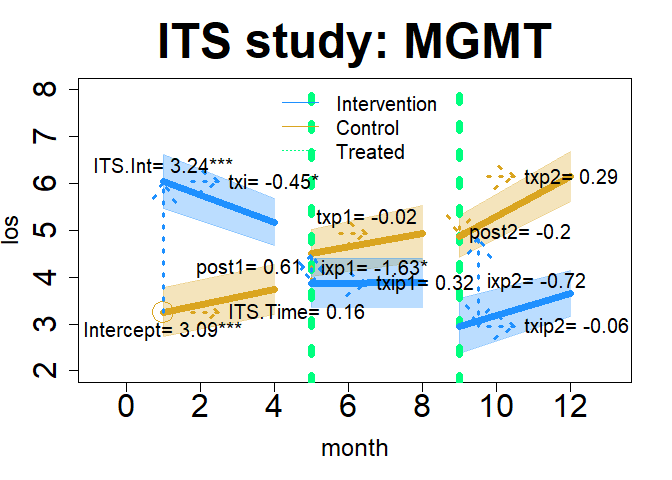 ITS study: MGMT
Intervention
Control
Treated
ITS.Int= 3.24***
txi= -0.45*
txp2= 0.29
txp1= -0.02
post2= -0.2
post1= 0.61
ixp1= -1.63*
txip1= 0.32
ixp2= -0.72
ITS.Time= 0.16
Intercept= 3.09***
txip2= -0.06
los
8
7
6
5
4
3
2
0
2
4
6
8
10
12
month